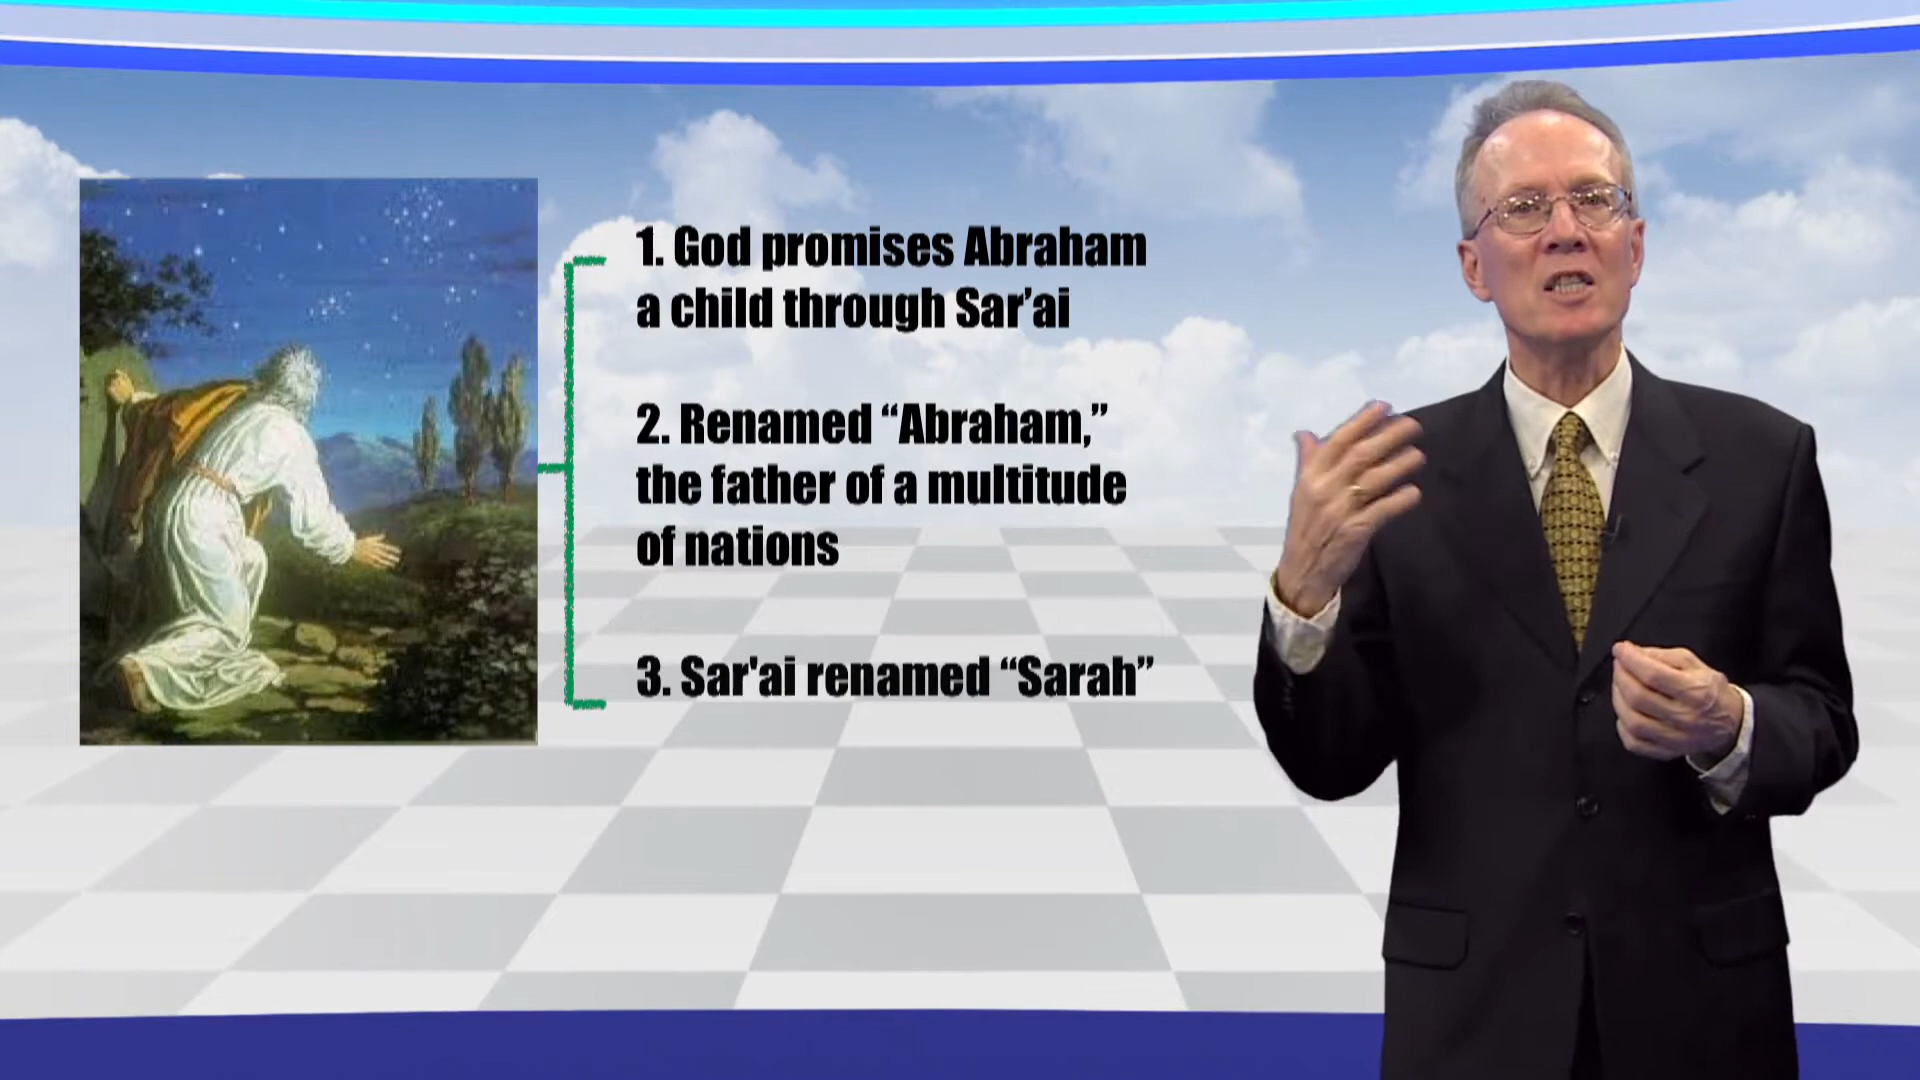 1. God promises Abraham
a child through Sar’ai
2. Renamed “Abraham,”
the father of a multitude
of nations
3. Sar'ai renamed “Sarah”